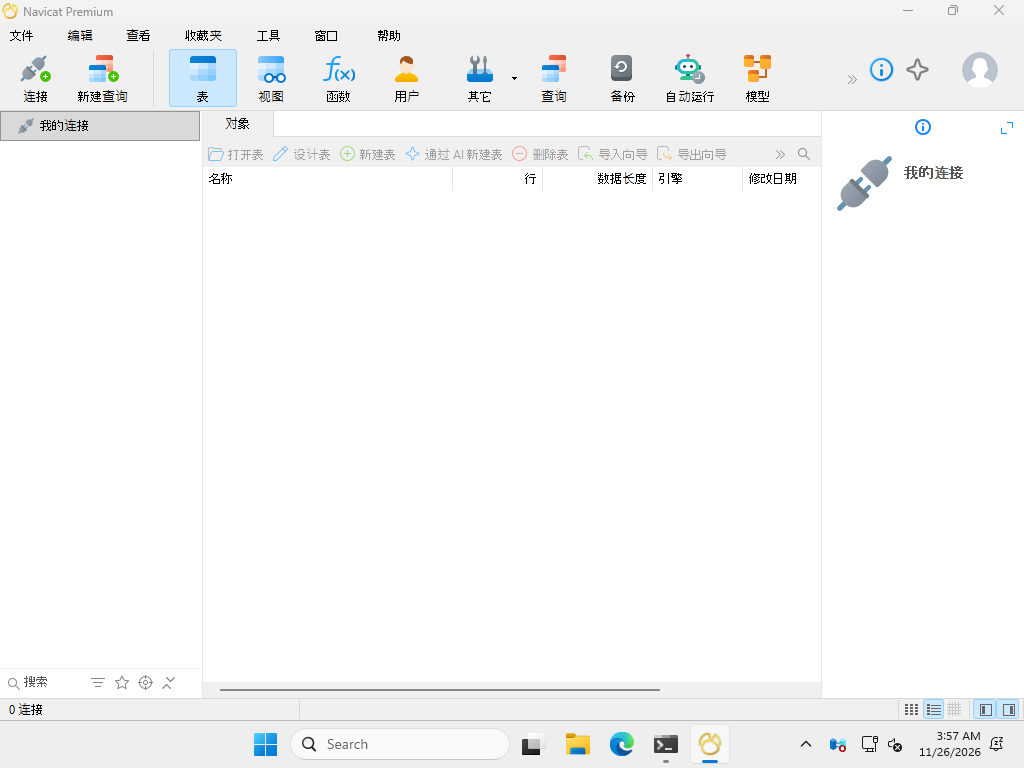 Navicat Premium
文件 编辑 查看 收藏夹 工具 窗口 帮助
连接 新建查询 表 视图 函数 用户 其它 查询 备份 自动运行 模型
我的连接
对象
打开表 设计表 新建表 通过 AI 新建表 删除表 导入向导 导出向导
名称 行 数据长度 引擎 修改日期
我的连接
搜索
0 连接
Search
3:57 AM
11/26/2026